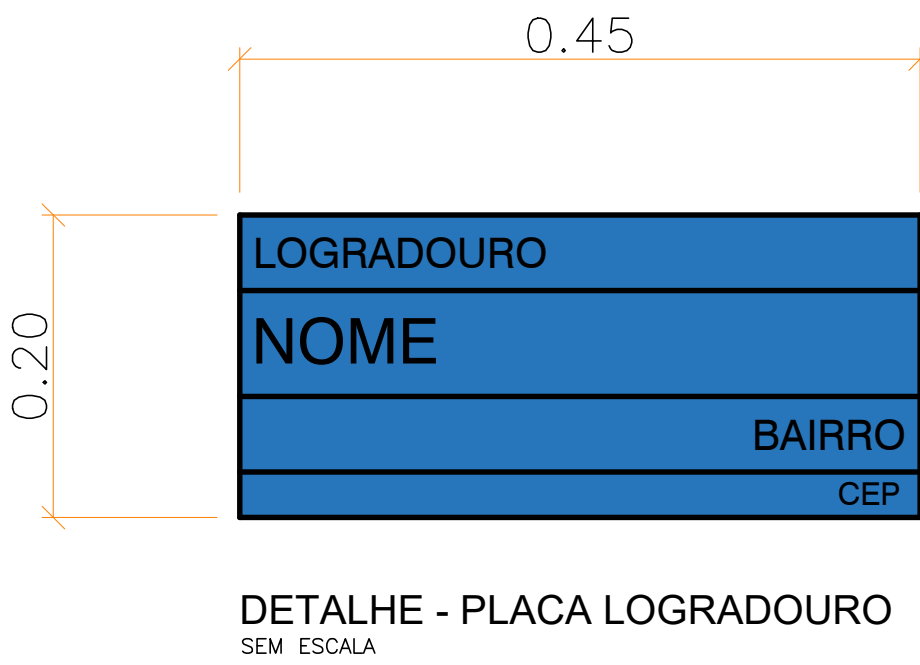 0.45
0.20
LOGRADOURO
NOME
BAIRRO
CEP
DETALHE - PLACA LOGRADOURO
SEM ESCALA